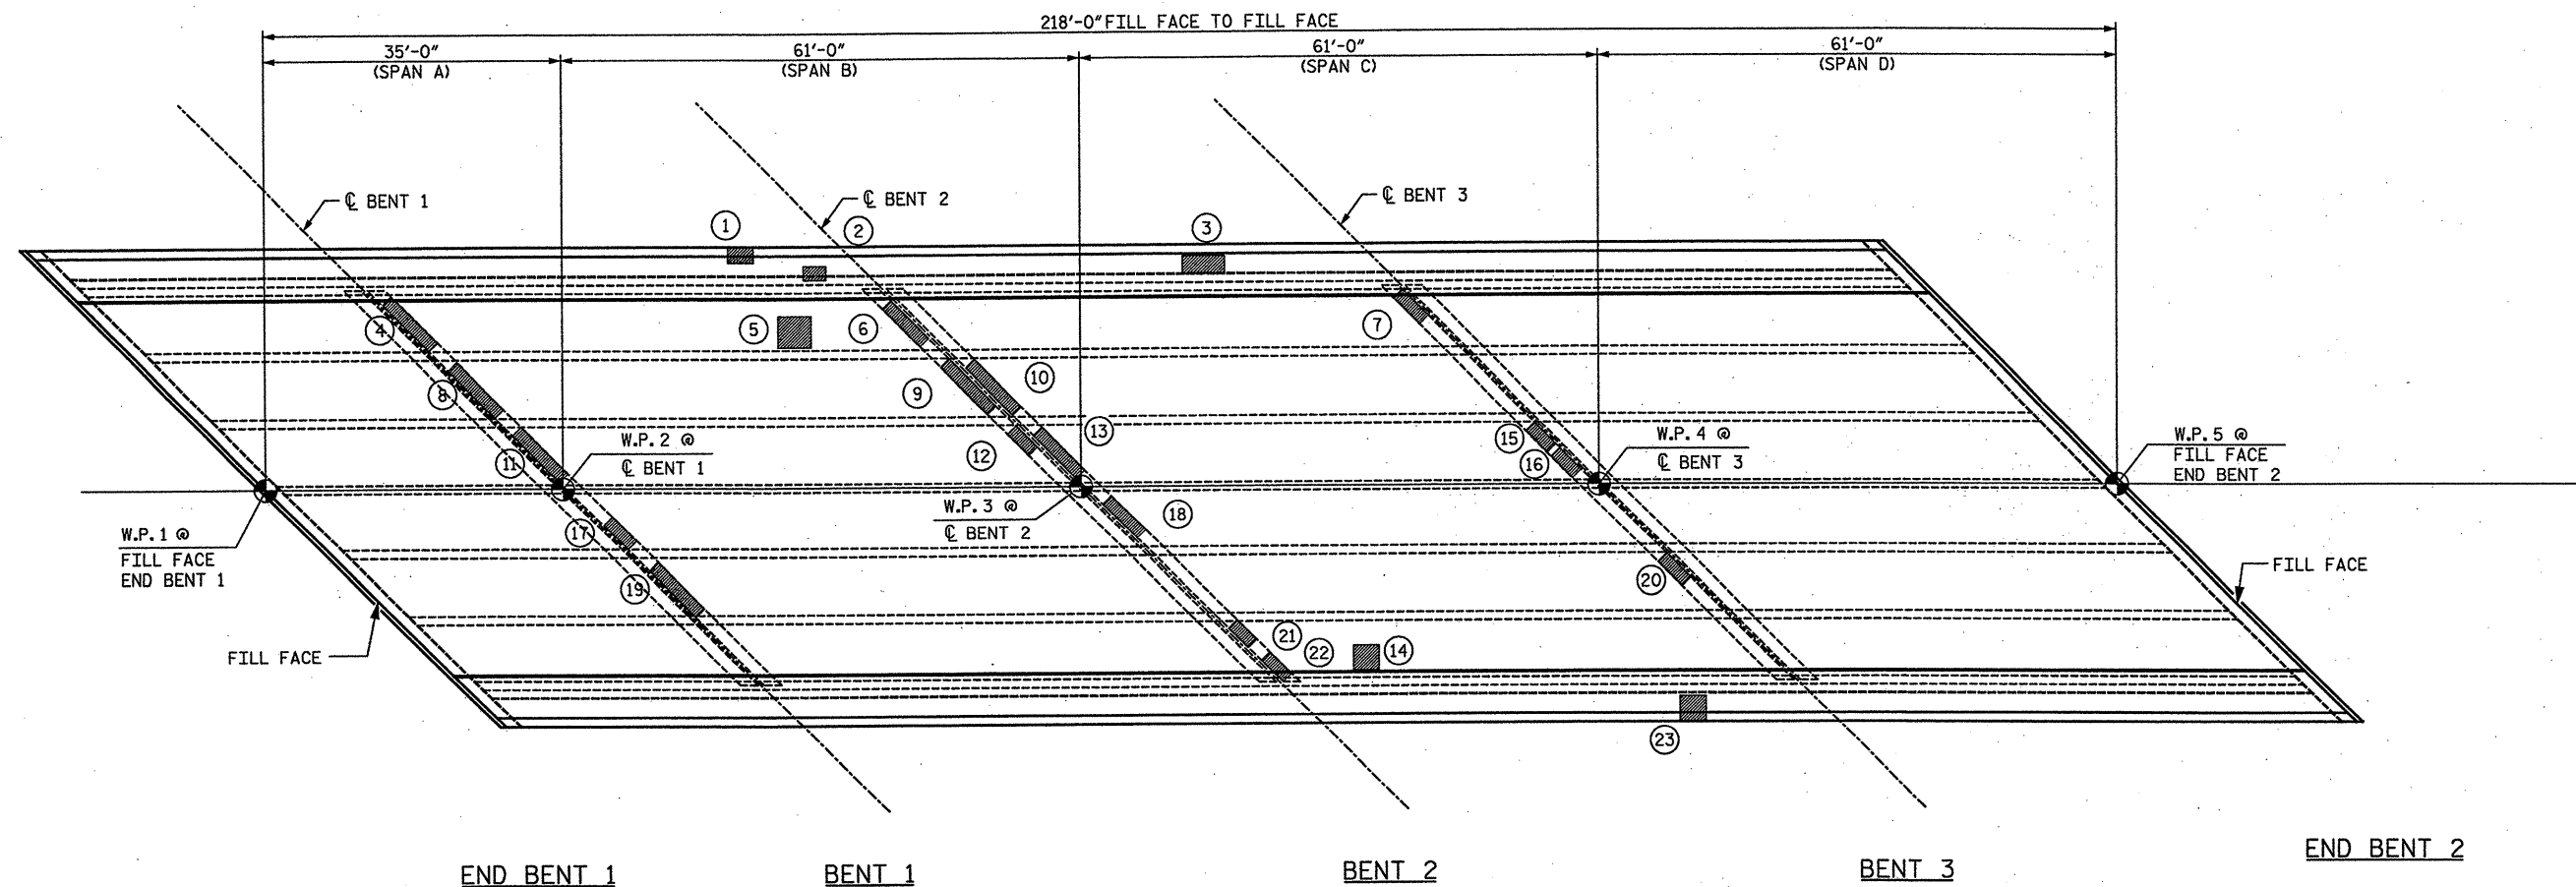 218'-0" FILL FACE TO FILL FACE
35'-0"
(SPAN A)
61'-0"
(SPAN B)
61'-0"
(SPAN C)
61'-0"
(SPAN D)
℄ BENT 1
℄ BENT 2
℄ BENT 3
1
2
3
4
5
6
7
8
9
10
11
12
13
15
16
W.P. 2 @
℄ BENT 1
W.P. 4 @
℄ BENT 3
W.P. 5 @
FILL FACE
END BENT 2
W.P. 1 @
FILL FACE
END BENT 1
W.P. 3 @
℄ BENT 2
17
18
19
20
21
22
14
23
FILL FACE
FILL FACE
END BENT 1
BENT 1
BENT 2
BENT 3
END BENT 2